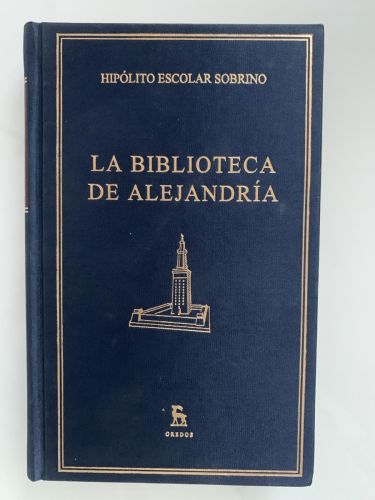 HIPÓLITO ESCOLAR SOBRINO
LA BIBLIOTECA
DE ALEJANDRÍA
GREDOS